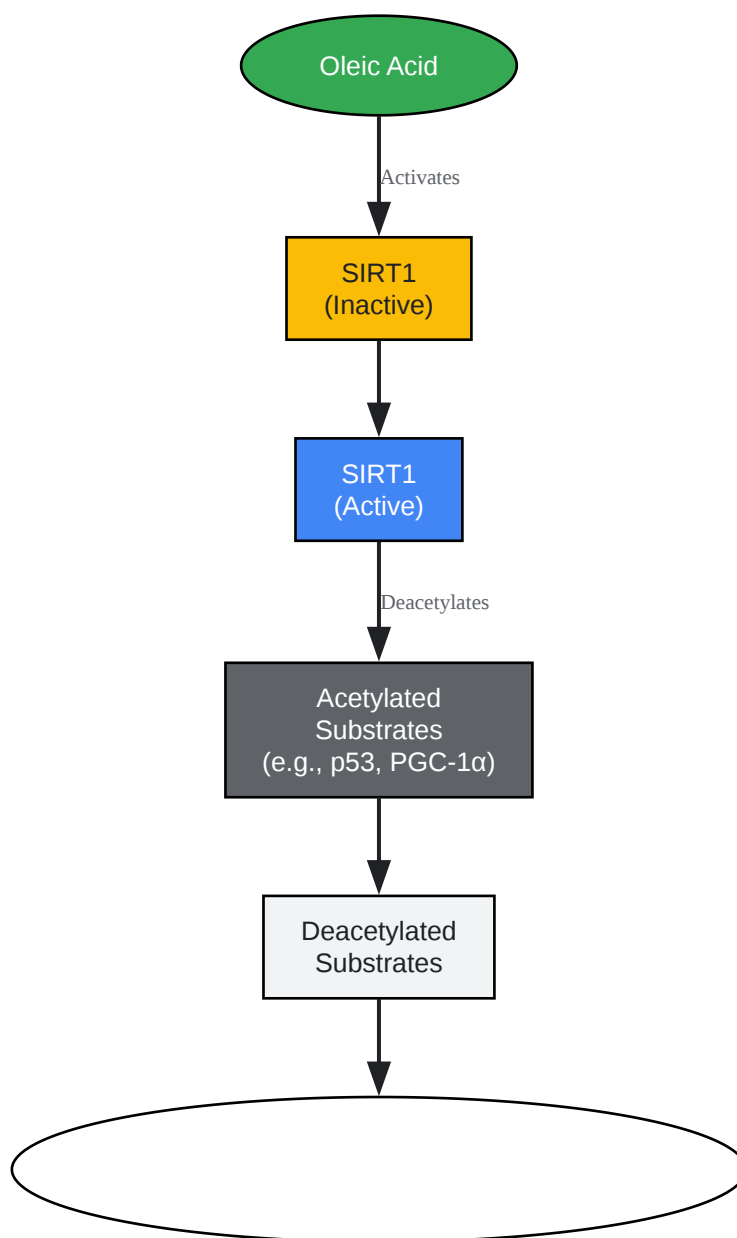 Oleic Acid
Activates
SIRT1
(Inactive)
SIRT1
(Active)
Deacetylates
Acetylated
Substrates
(e.g., p53, PGC-1α)
Deacetylated
Substrates